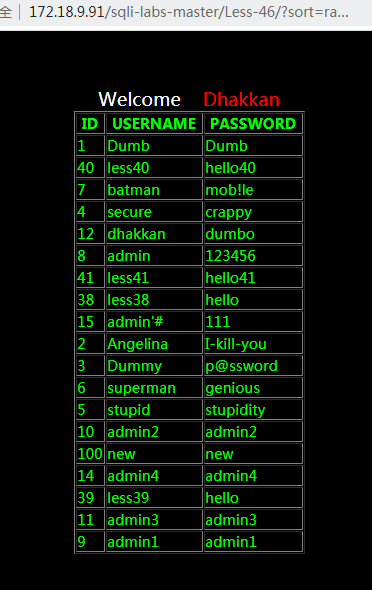 全 172.18.9.91/sqli-labs-master/Less-46/?sort=ra...
Welcome Dhakkan
ID USERNAME PASSWORD
1 Dumb Dumb
40 less40 hello40
7 batman mob!le
4 secure crappy
12 dhakkan dumbo
8 admin 123456
41 less41 hello41
38 less38 hello
15 admin'# 111
2 Angelina I-kill-you
3 Dummy p@ssword
6 superman genious
5 stupid stupidity
10 admin2 admin2
100 new new
14 admin4 admin4
39 less39 hello
11 admin3 admin3
9 admin1 admin1